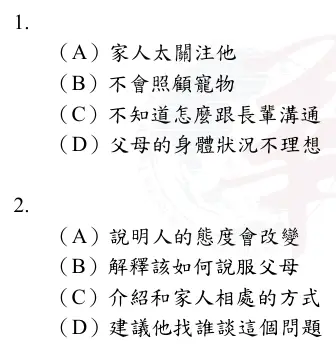 1.
（A）家人太關注他
（B）不會照顧寵物
（C）不知道怎麼跟長輩溝通
（D）父母的身體狀況不理想
2.
（A）說明人的態度會改變
（B）解釋該如何說服父母
（C）介紹和家人相處的方式
（D）建議他找誰談這個問題